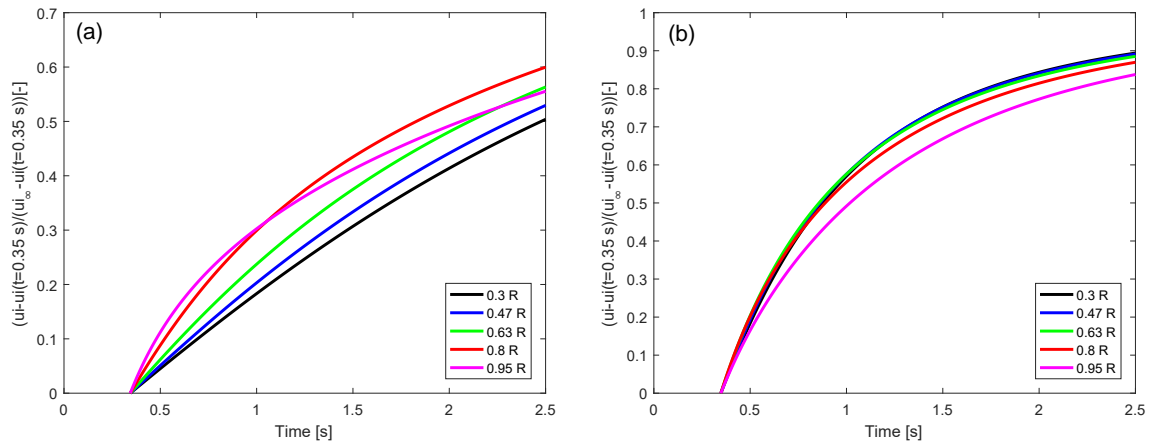 (a)
(ui-ui(t=0.35 s)/(ui∞-ui(t=0.35 s))[-]
0.7
0.6
0.5
0.4
0.3
0.2
0.1
0
0 0.5 1 1.5 2 2.5
Time [s]
0.3 R
0.47 R
0.63 R
0.8 R
0.95 R
(b)
(ui-ui(t=0.35 s)/(ui∞-ui(t=0.35 s))[-]
1
0.9
0.8
0.7
0.6
0.5
0.4
0.3
0.2
0.1
0
0 0.5 1 1.5 2 2.5
Time [s]
0.3 R
0.47 R
0.63 R
0.8 R
0.95 R